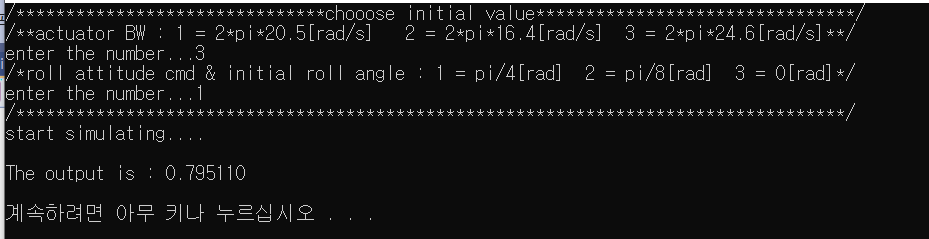 /*******************************chooose initial value********************************/
/**actuator BW : 1 = 2*pi*20.5[rad/s]   2 = 2*pi*16.4[rad/s]  3 = 2*pi*24.6[rad/s]**/
enter the number...3
/*roll attitude cmd & initial roll angle : 1 = pi/4[rad]  2 = pi/8[rad]  3 = 0[rad]*/
enter the number...1
/***********************************************************************************/
start simulating....
The output is : 0.795110
계속하려면 아무 키나 누르십시오 . . .